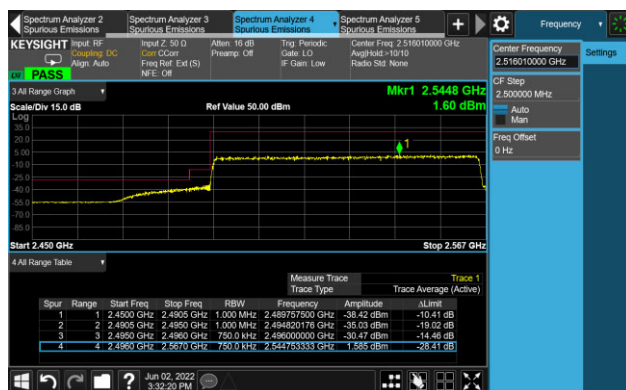 Spectrum Analyzer 2
Spurious Emissions
Spectrum Analyzer 3
Spurious Emissions
Spectrum Analyzer 4
Spurious Emissions
Spectrum Analyzer 5
Spurious Emissions
Frequency
KEYSIGHT
Input: RF
Coupling: DC
Align: Auto
Input Z: 50 Ω
Corr CCorr
Freq Ref: Ext (S)
NFE: Off
Atten: 16 dB
Preamp: Off
Trig: Periodic
Gate: LO
IF Gain: Low
Center Freq: 2.516010000 GHz
Avg|Hold:>10/10
Radio Std: None
PASS
Center Frequency
2.516010000 GHz
Settings
CF Step
2.500000 MHz
Auto
Man
Freq Offset
0 Hz
3 All Range Graph
Mkr1 2.5448 GHz
Scale/Div 15.0 dB
Ref Value 50.00 dBm
1.60 dBm
Log
35.0
20.0
5.00
-10.0
-25.0
-40.0
-55.0
-70.0
-85.0
1
Start 2.450 GHz
Stop 2.567 GHz
4 All Range Table
Measure Trace Trace 1
Trace Type Trace Average (Active)
Spur Range Start Freq Stop Freq RBW Frequency Amplitude ΔLimit
1 1 2.4500 GHz 2.4905 GHz 1.000 MHz 2.489757500 GHz -38.42 dBm -10.41 dB
2 2 2.4905 GHz 2.4950 GHz 1.000 MHz 2.494820176 GHz -35.03 dBm -19.02 dB
3 3 2.4950 GHz 2.4960 GHz 750.0 kHz 2.496000000 GHz -30.47 dBm -14.46 dB
4 4 2.4960 GHz 2.5670 GHz 750.0 kHz 2.544753333 GHz 1.585 dBm -28.41 dB
Jun 02, 2022
3:32:20 PM